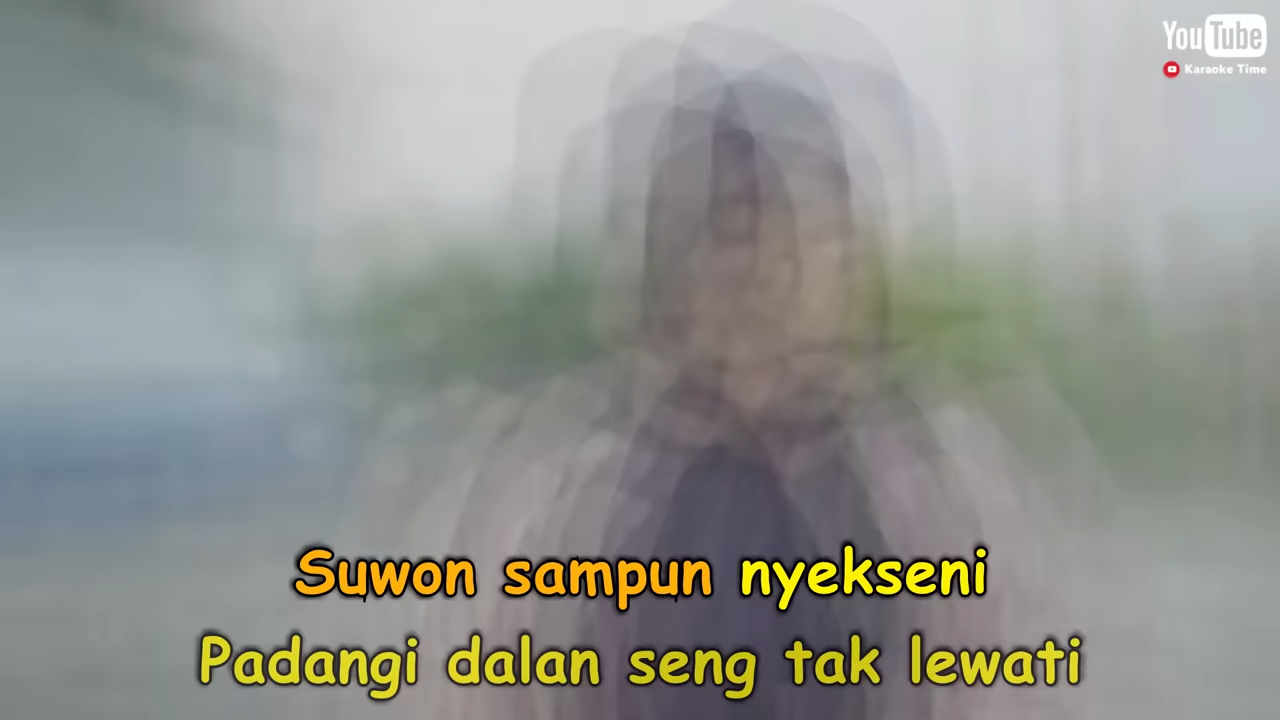 YouTube
Karaoke Time
Suwon sampun nyekseni
Padangi dalan seng tak lewati